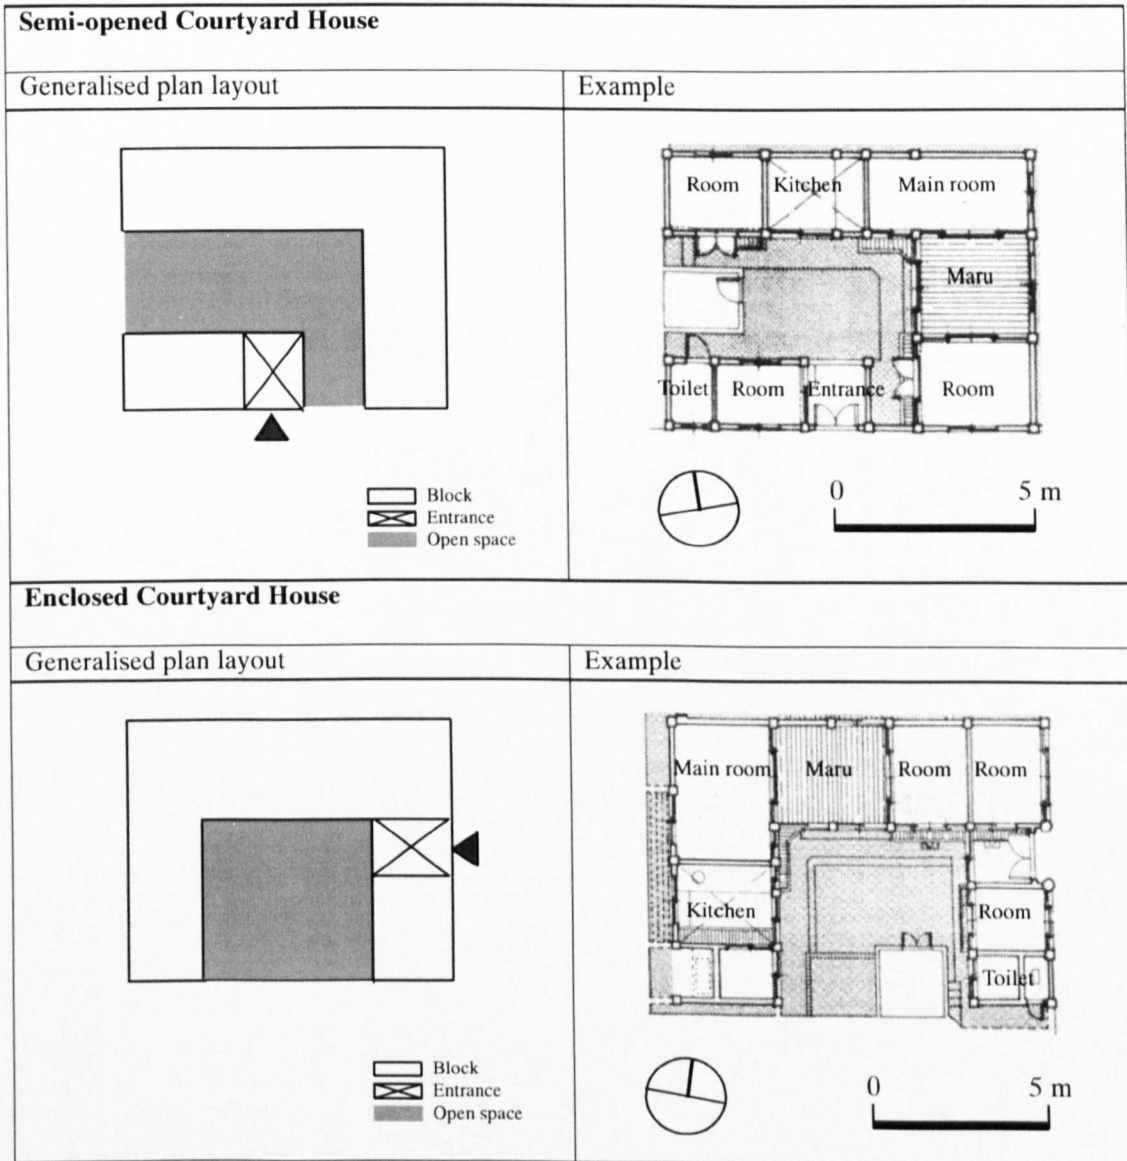 Semi-opened Courtyard House
Generalised plan layout
Example
Room
Kitchen
Main room
Maru
Toilet
Room
Entrance
Room
Block
Entrance
Open space
0
5 m
Enclosed Courtyard House
Generalised plan layout
Example
Main room
Maru
Room
Room
Kitchen
Room
Toilet
Block
Entrance
Open space
0
5 m